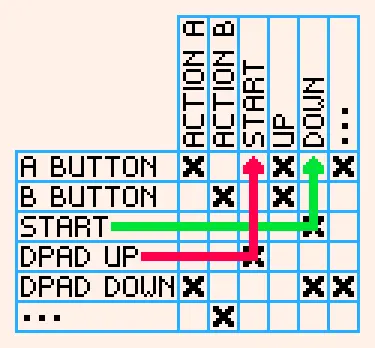 ACTION A
ACTION B
START
UP
DOWN
...
A BUTTON
B BUTTON
START
DPAD UP
DPAD DOWN
...